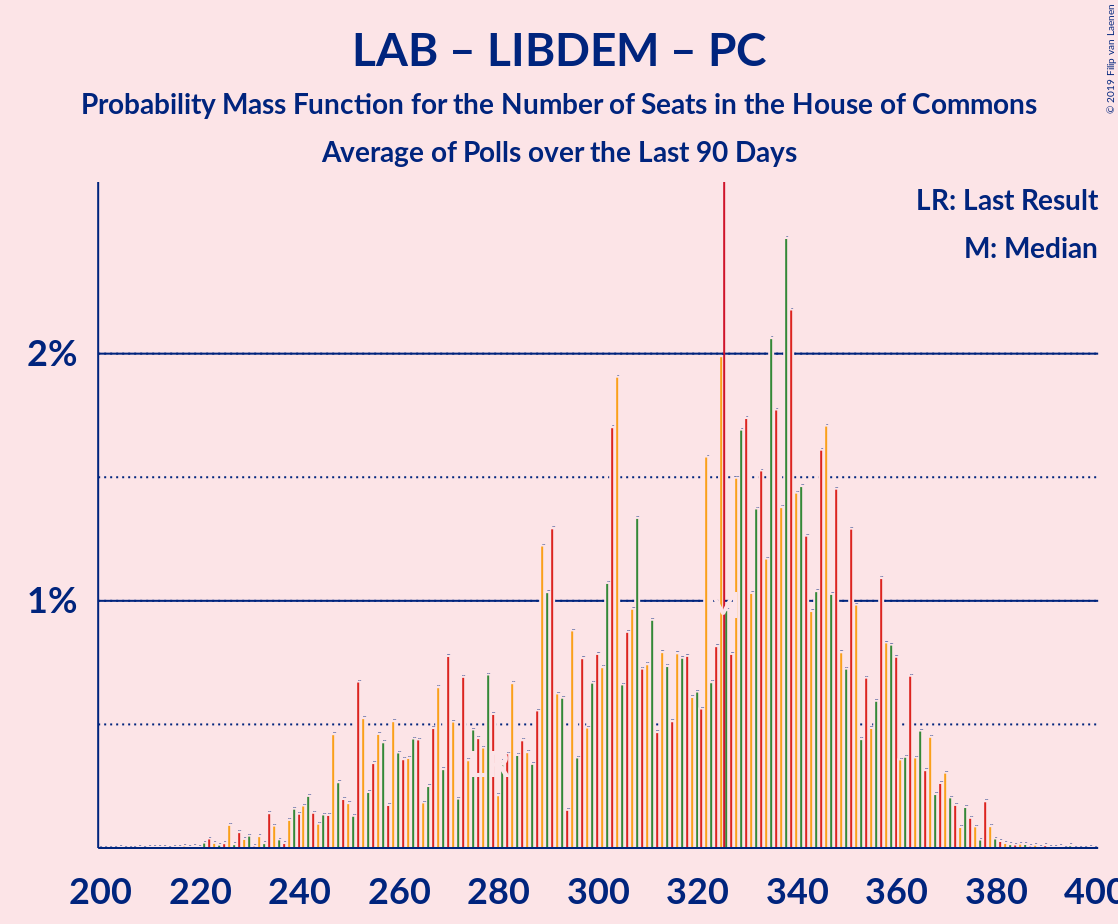 LAB – LIBDEM – PC
Probability Mass Function for the Number of Seats in the House of Commons
Average of Polls over the Last 90 Days
© 2019 Filip van Laenen
LR: Last Result
M: Median
2%
1%
200 220 240 260 280 300 320 340 360 380 400